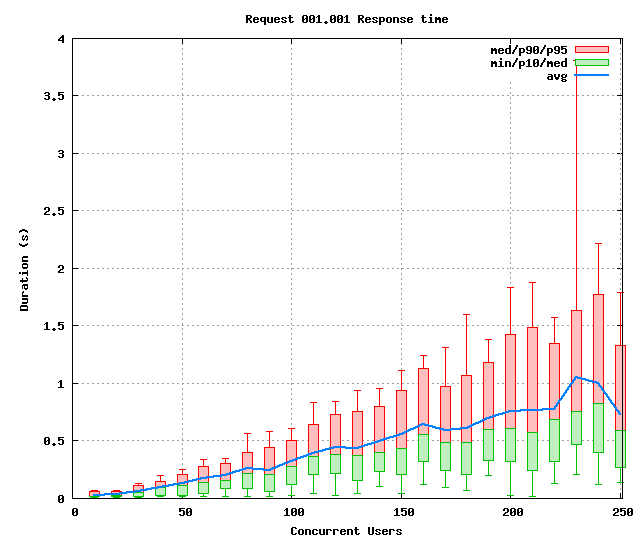 Request 001.001 Response time
med/p90/p95
min/p10/med
avg
4
3.5
3
2.5
2
1.5
1
0.5
0
0 50 100 150 200 250
Duration (s)
Concurrent Users